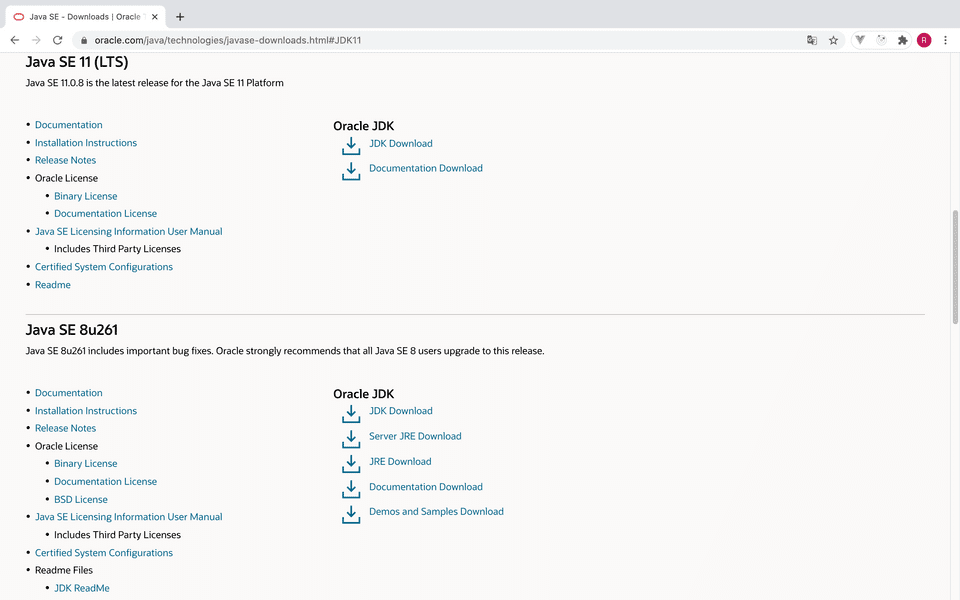 Java SE - Downloads | Oracle
oracle.com/java/technologies/javase-downloads.html#JDK11
R
Java SE 11 (LTS)
Java SE 11.0.8 is the latest release for the Java SE 11 Platform
• Documentation
• Installation Instructions
• Release Notes
• Oracle License
• Binary License
• Documentation License
• Java SE Licensing Information User Manual
• Includes Third Party Licenses
• Certified System Configurations
• Readme
Oracle JDK
JDK Download
Documentation Download
Java SE 8u261
Java SE 8u261 includes important bug fixes. Oracle strongly recommends that all Java SE 8 users upgrade to this release.
• Documentation
• Installation Instructions
• Release Notes
• Oracle License
• Binary License
• Documentation License
• BSD License
• Java SE Licensing Information User Manual
• Includes Third Party Licenses
• Certified System Configurations
• Readme Files
• JDK ReadMe
Oracle JDK
JDK Download
Server JRE Download
JRE Download
Documentation Download
Demos and Samples Download